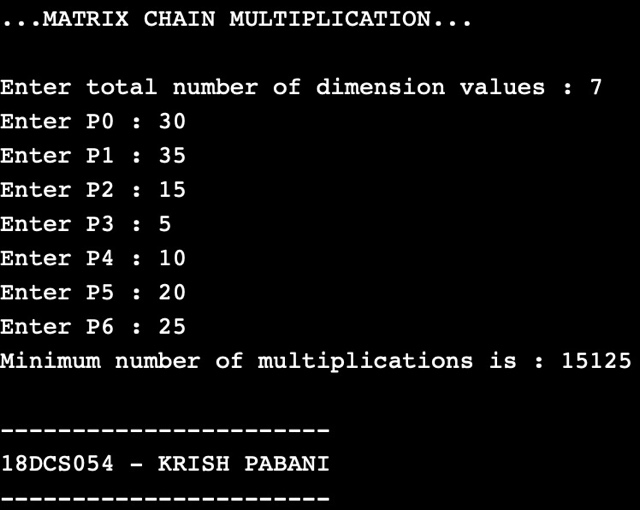 ...MATRIX CHAIN MULTIPLICATION...
Enter total number of dimension values : 7
Enter P0 : 30
Enter P1 : 35
Enter P2 : 15
Enter P3 : 5
Enter P4 : 10
Enter P5 : 20
Enter P6 : 25
Minimum number of multiplications is : 15125
-----------------------
18DCS054 - KRISH PABANI
-----------------------